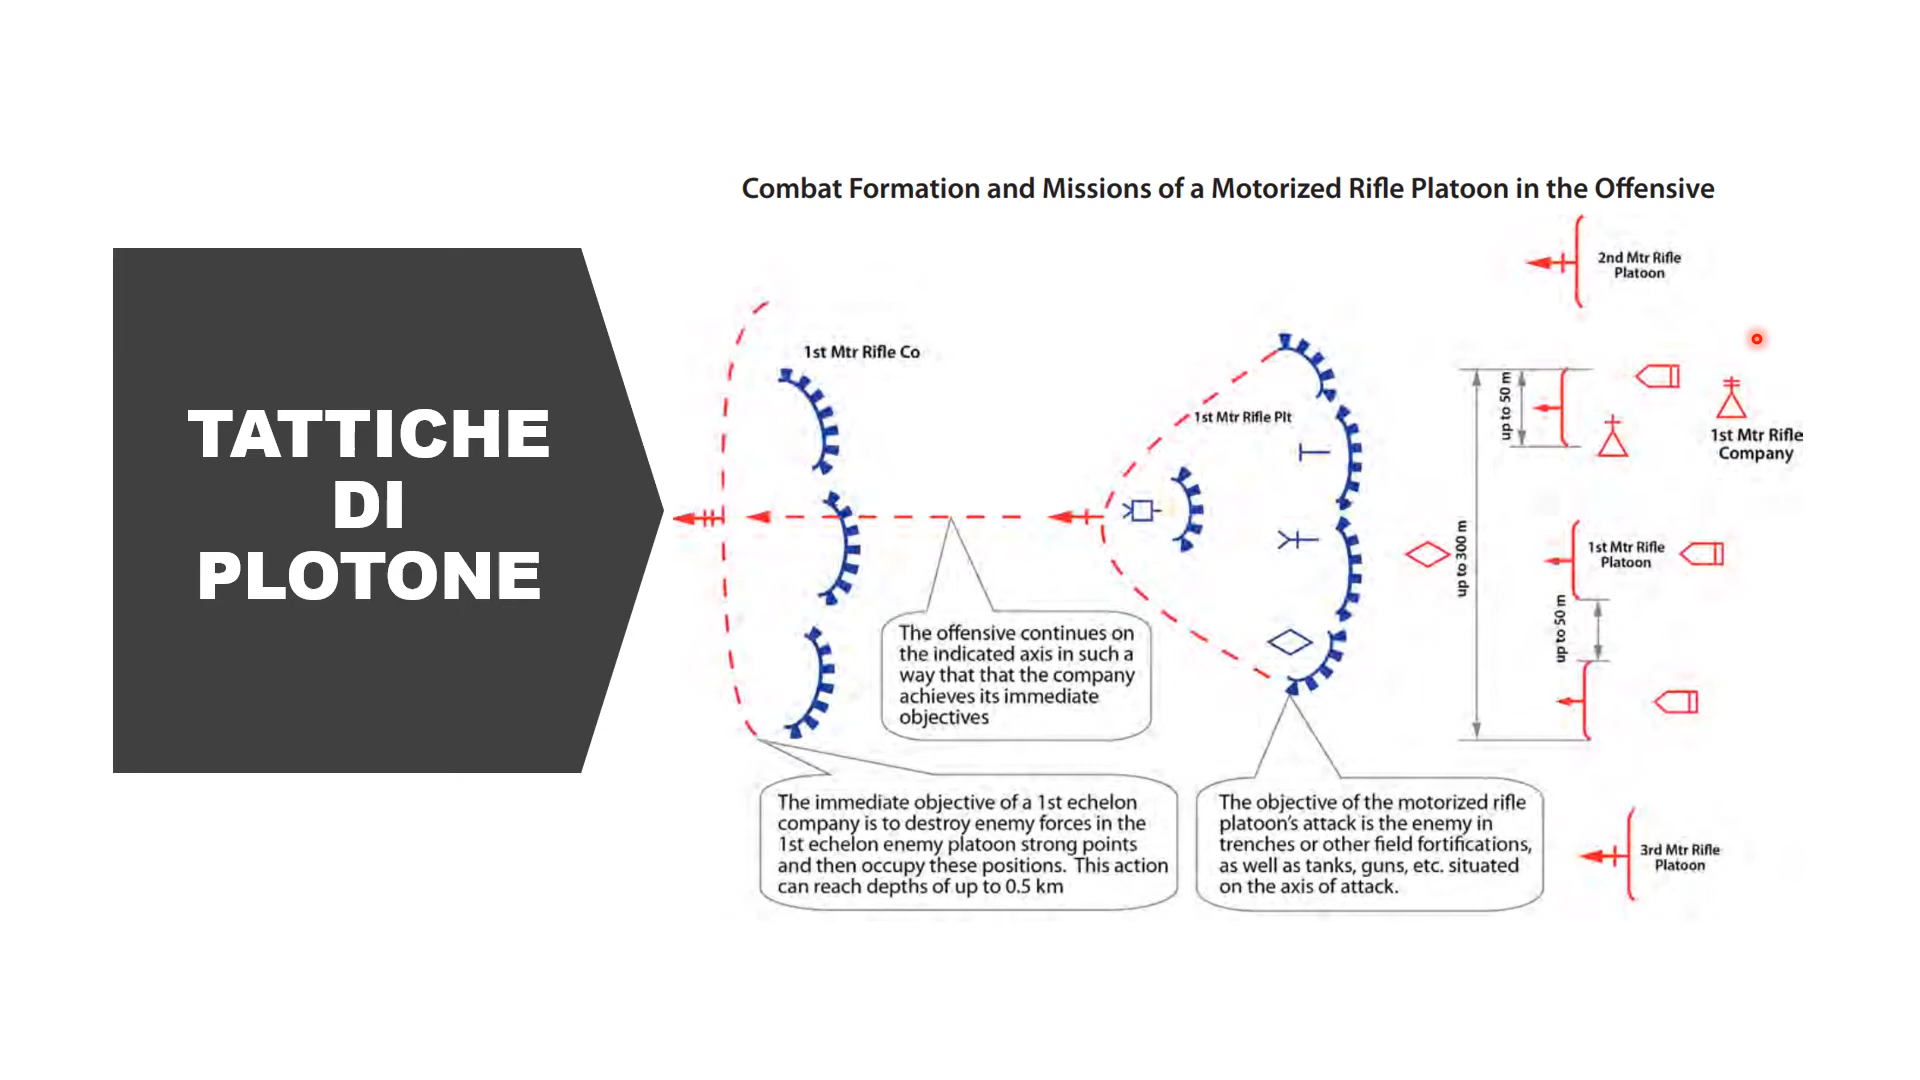 TATTICHE
DI
PLOTONE
Combat Formation and Missions of a Motorized Rifle Platoon in the Offensive
2nd Mtr Rifle
Platoon
1st Mtr Rifle Co
1st Mtr Rifle Plt
up to 50 m
1st Mtr Rifle
Company
up to 300 m
1st Mtr Rifle
Platoon
up to 50 m
The offensive continues on
the indicated axis in such a
way that that the company
achieves its immediate
objectives
The immediate objective of a 1st echelon
company is to destroy enemy forces in the
1st echelon enemy platoon strong points
and then occupy these positions. This action
can reach depths of up to 0.5 km
The objective of the motorized rifle
platoon's attack is the enemy in
trenches or other field fortifications,
as well as tanks, guns, etc. situated
on the axis of attack.
3rd Mtr Rifle
Platoon